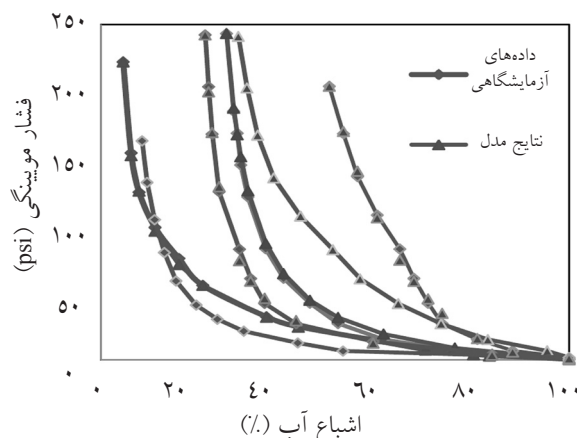 ۲۵۰
۲۰۰
۱۵۰
۱۰۰
۵۰
۰
فشار مویینگی (psi)
داده‌های
آزمایشگاهی
نتایج مدل
۰
۲۰
۴۰
۶۰
۸۰
۱۰۰
اشباع آب (٪)